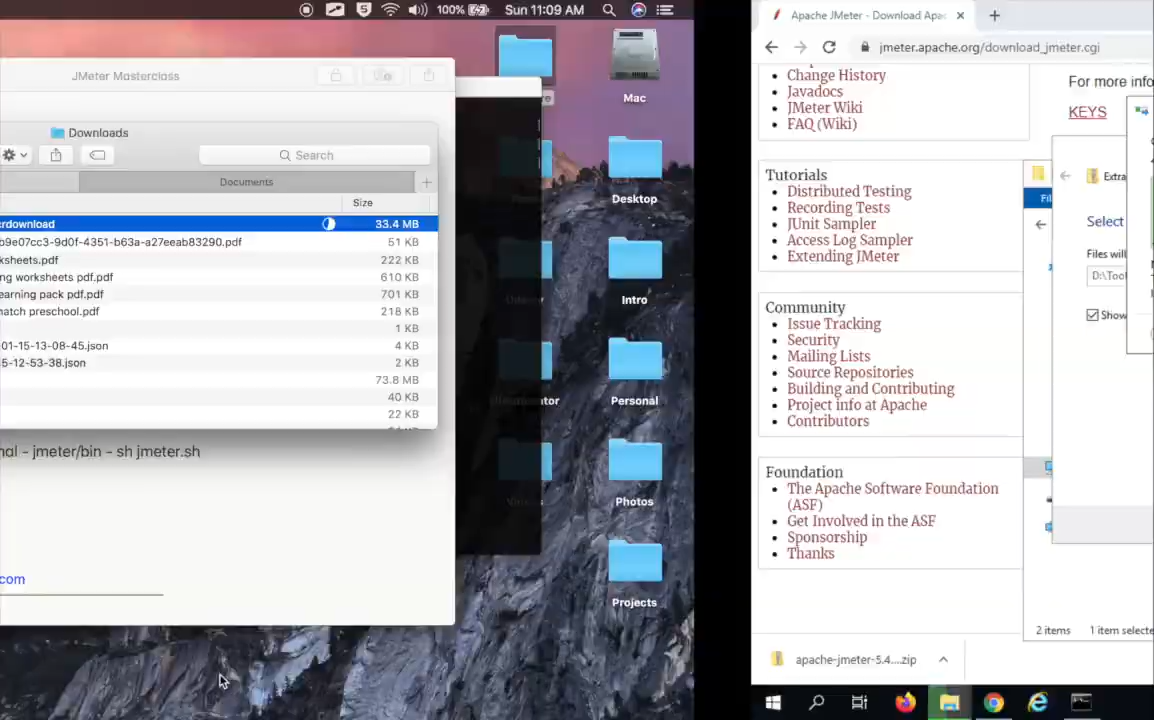 100%
Sun 11:09 AM
JMeter Masterclass
Downloads
Search
Documents
Size
crdownload 33.4 MB
b9e07cc3-9d0f-4351-b63a-a27eeab83290.pdf 51 KB
ksheets.pdf 222 KB
ng worksheets pdf.pdf 610 KB
earning pack pdf.pdf 701 KB
natch preschool.pdf 218 KB
1 KB
01-15-13-08-45.json 4 KB
5-12-53-38.json 2 KB
73.8 MB
40 KB
22 KB
nal - jmeter/bin - sh jmeter.sh
com
Mac
Desktop
Intro
Personal
Photos
Projects
Apache JMeter - Download Apac
jmeter.apache.org/download_jmeter.cgi
Change History
Javadocs
JMeter Wiki
FAQ (Wiki)
Tutorials
Distributed Testing
Recording Tests
JUnit Sampler
Access Log Sampler
Extending JMeter
Community
Issue Tracking
Security
Mailing Lists
Source Repositories
Building and Contributing
Project info at Apache
Contributors
Foundation
The Apache Software Foundation
(ASF)
Get Involved in the ASF
Sponsorship
Thanks
For more info
KEYS
Extra
Fil
Select
Files will
D:\Tool
Show
2 items 1 item selecte
apache-jmeter-5.4....zip